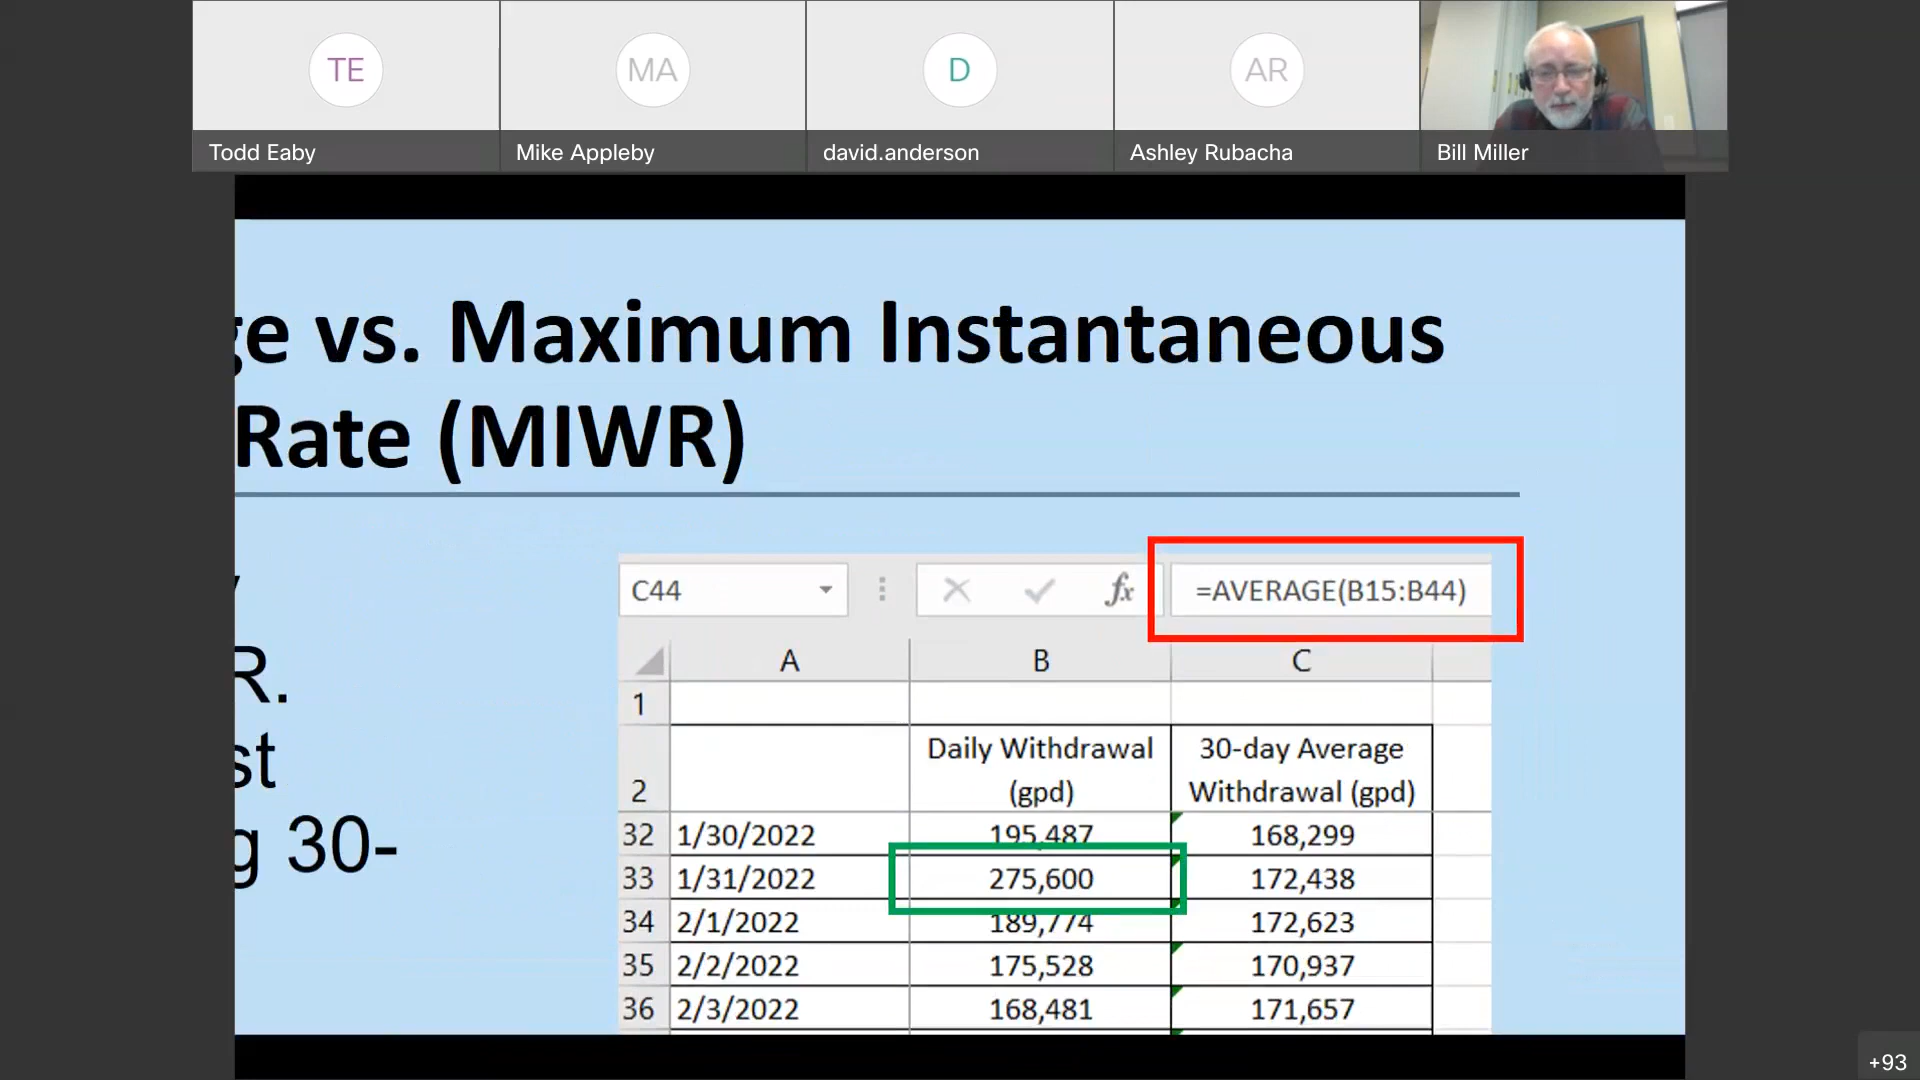 TE
MA
D
AR
Todd Eaby
Mike Appleby
david.anderson
Ashley Rubacha
Bill Miller
ge vs. Maximum Instantaneous
Rate (MIWR)
R.
st
g 30-
C44
fx
=AVERAGE(B15:B44)
A
B
C
1
Daily Withdrawal
30-day Average
2
(gpd)
Withdrawal (gpd)
32 1/30/2022 195,487 168,299
33 1/31/2022 275,600 172,438
34 2/1/2022 189,774 172,623
35 2/2/2022 175,528 170,937
36 2/3/2022 168,481 171,657
+93